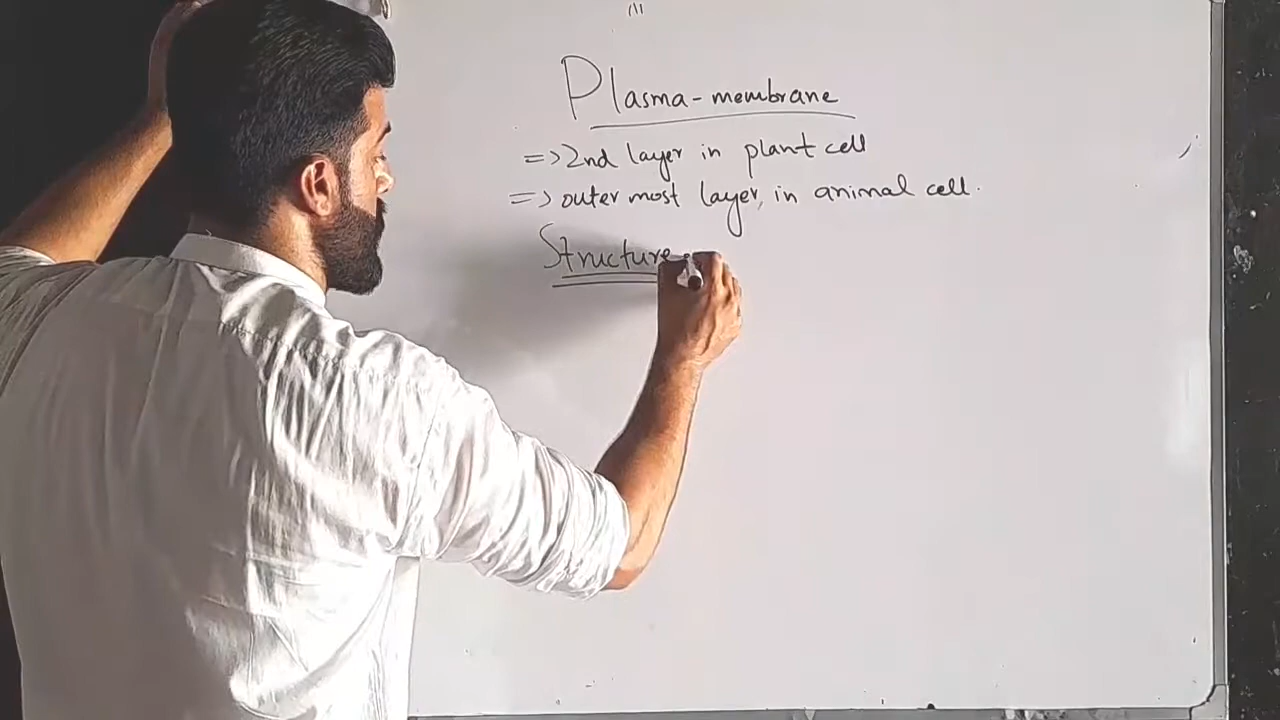 Plasma-membrane
=> 2nd layer in plant cell
=> outer most layer, in animal cell.
Structure